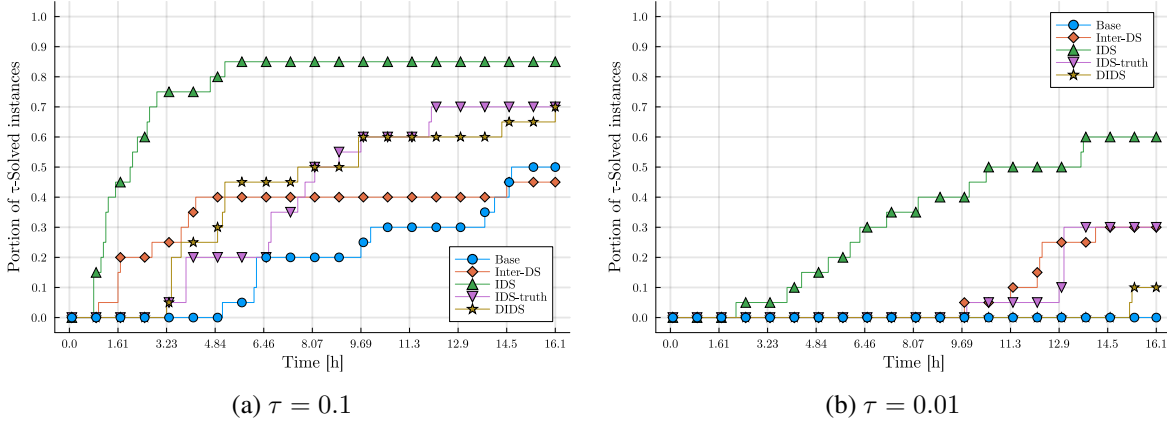 1.0
0.9
0.8
0.7
0.6
0.5
0.4
0.3
0.2
0.1
0.0
Portion of τ-Solved instances
Base
Inter-DS
IDS
IDS-truth
DIDS
0.0 1.61 3.23 4.84 6.46 8.07 9.69 11.3 12.9 14.5 16.1
Time [h]
(a) τ = 0.1
1.0
0.9
0.8
0.7
0.6
0.5
0.4
0.3
0.2
0.1
0.0
Portion of τ-Solved instances
Base
Inter-DS
IDS
IDS-truth
DIDS
0.0 1.61 3.23 4.84 6.46 8.07 9.69 11.3 12.9 14.5 16.1
Time [h]
(b) τ = 0.01